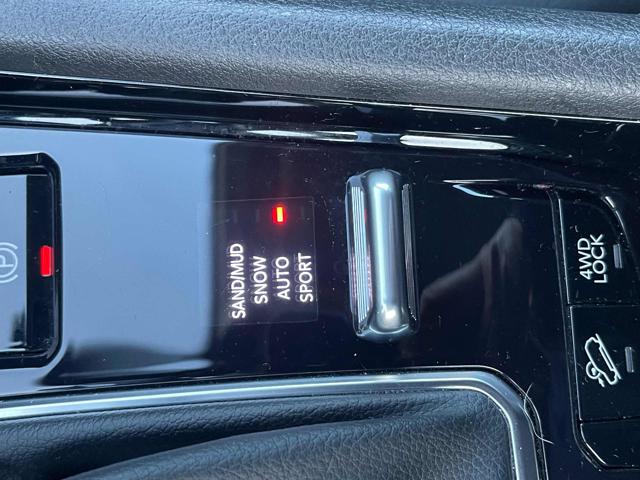 SAND/MUD
SNOW
AUTO
SPORT
4WD
LOCK
P